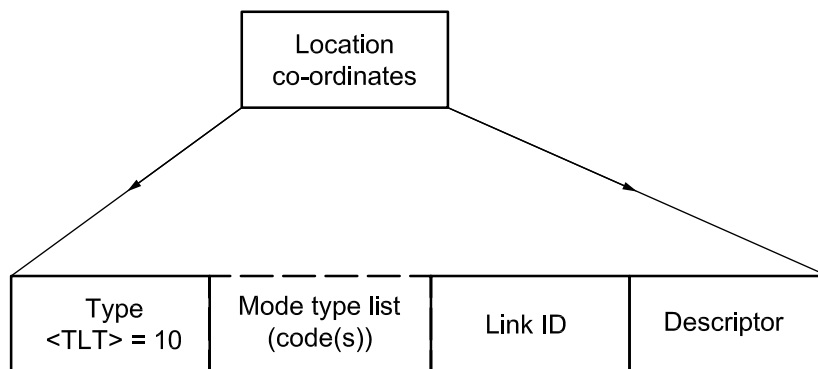 Location
co-ordinates
Type
<TLT> = 10
Mode type list
(code(s))
Link ID
Descriptor